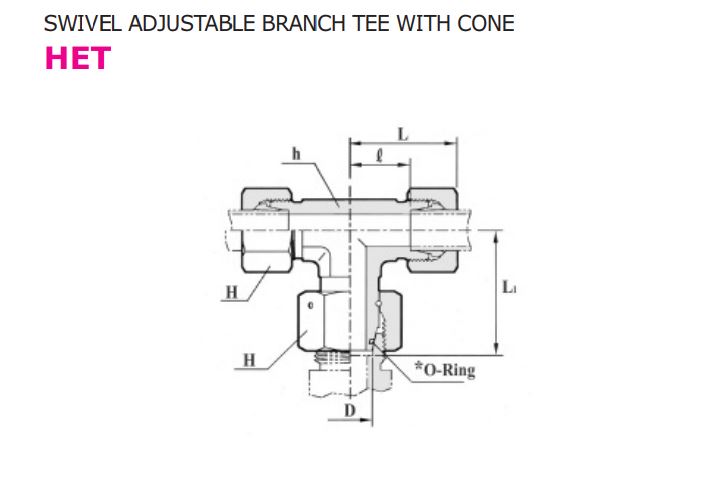 SWIVEL ADJUSTABLE BRANCH TEE WITH CONE
HET
L
h
ℓ
H
L₁
H
*O-Ring
D